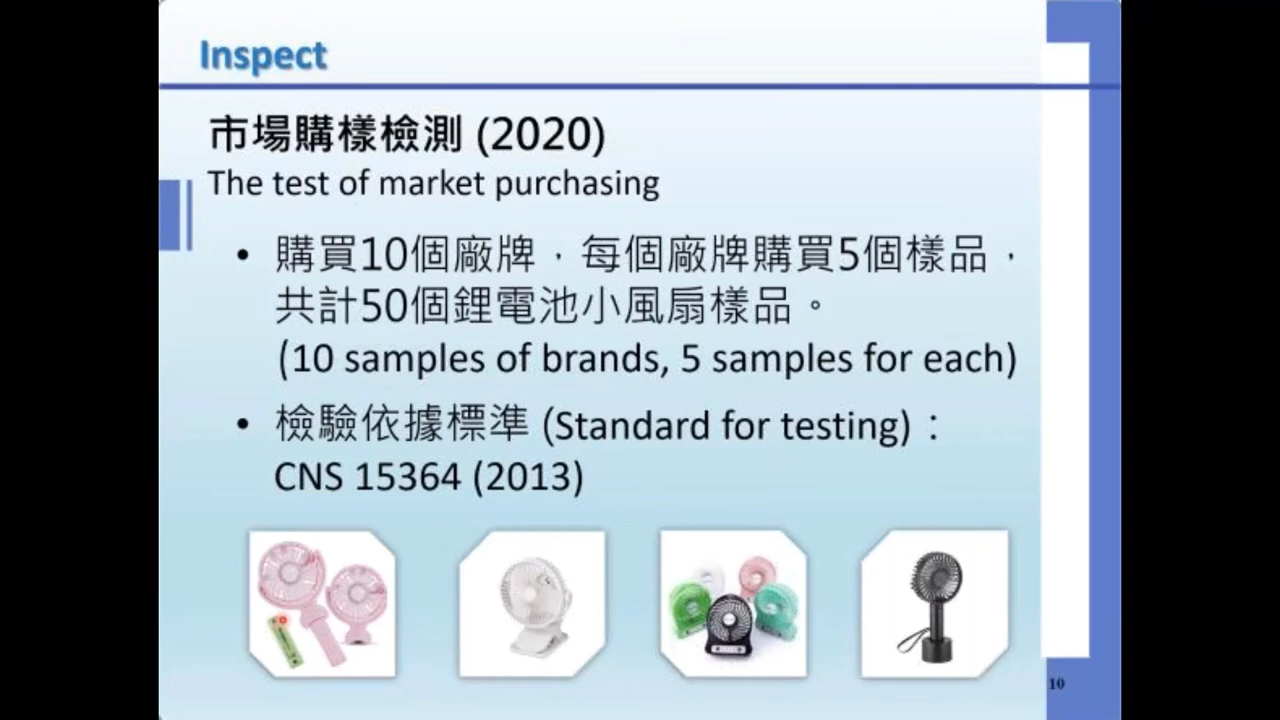 Inspect
市場購樣檢測 (2020)
The test of market purchasing
• 購買10個廠牌，每個廠牌購買5個樣品，
共計50個鋰電池小風扇樣品。
(10 samples of brands, 5 samples for each)
• 檢驗依據標準 (Standard for testing)：
CNS 15364 (2013)
10